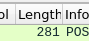 ol Length Info
281 POS